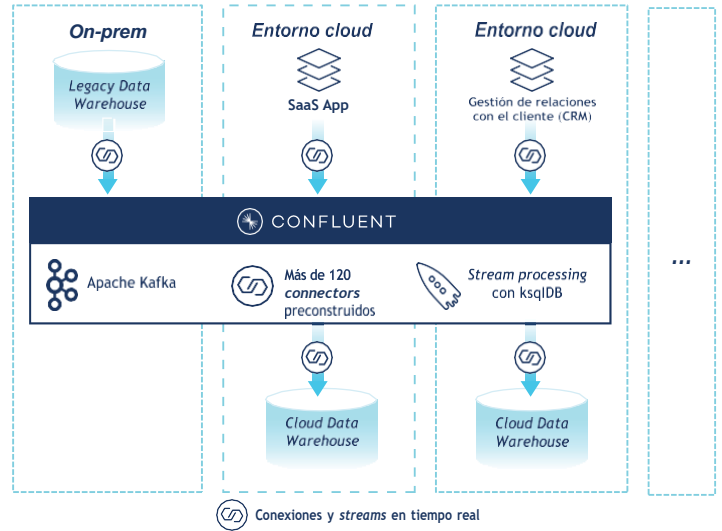 On-prem
Legacy Data
Warehouse
Entorno cloud
SaaS App
Entorno cloud
Gestión de relaciones
con el cliente (CRM)
CONFLUENT
Apache Kafka
Más de 120
connectors
preconstruidos
Stream processing
con ksqlDB
...
Cloud Data
Warehouse
Cloud Data
Warehouse
Conexiones y streams en tiempo real